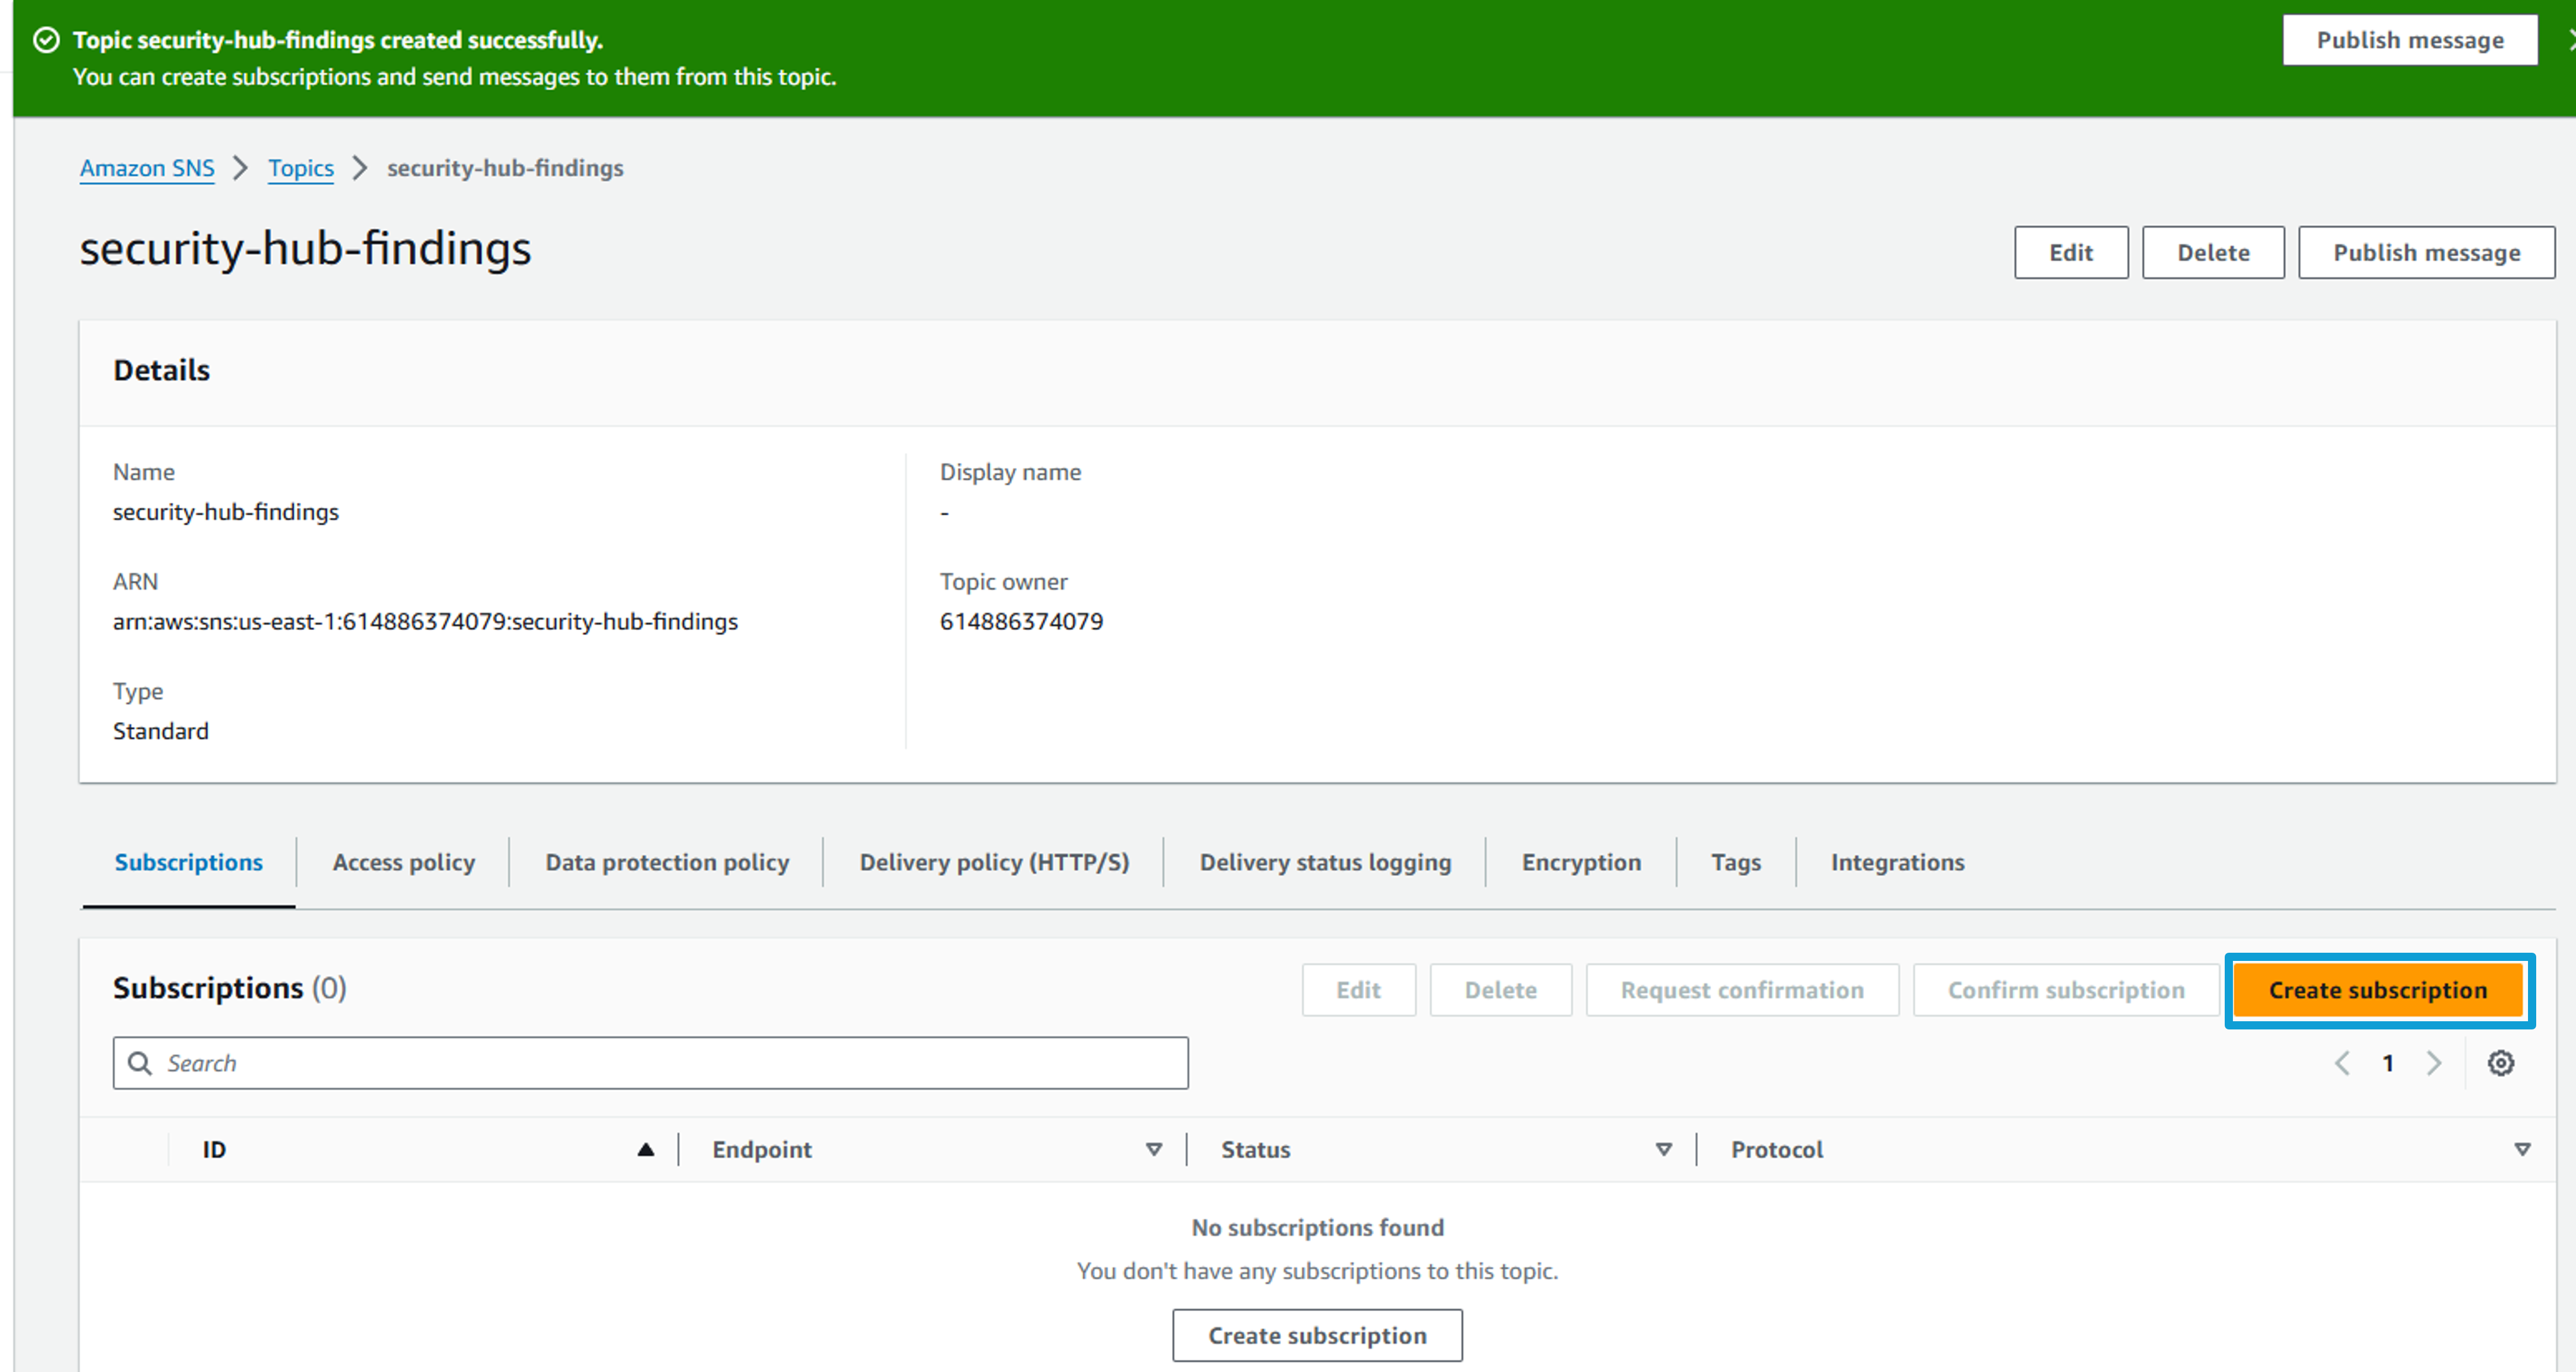 Topic security-hub-findings created successfully.
You can create subscriptions and send messages to them from this topic.
Publish message
Amazon SNS
Topics
security-hub-findings
security-hub-findings
Edit
Delete
Publish message
Details
Name
security-hub-findings
Display name
-
ARN
arn:aws:sns:us-east-1:614886374079:security-hub-findings
Topic owner
614886374079
Type
Standard
Subscriptions
Access policy
Data protection policy
Delivery policy (HTTP/S)
Delivery status logging
Encryption
Tags
Integrations
Subscriptions (0)
Edit
Delete
Request confirmation
Confirm subscription
Create subscription
Search
1
ID
Endpoint
Status
Protocol
No subscriptions found
You don't have any subscriptions to this topic.
Create subscription